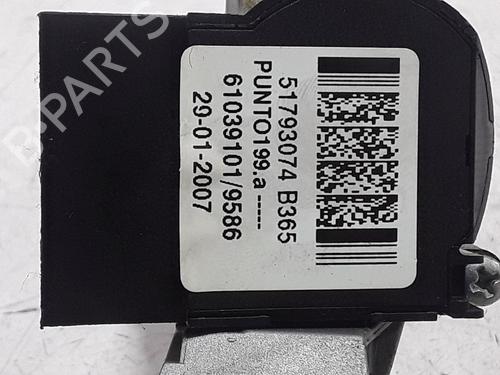 51793074 B365
PUNTO199.a -----
61039101/9586
29-01-2007
B-PARTS